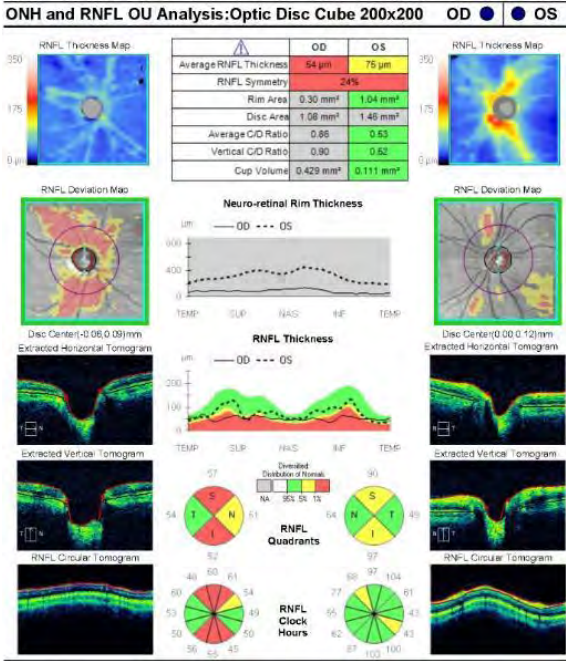 ONH and RNFL OU Analysis:Optic Disc Cube 200x200 OD OS
RNFL Thickness Map
350
175
0 µm
OD OS
Average RNFL Thickness 54 µm 75 µm
RNFL Symmetry 24%
Rim Area 0.30 mm² 1.04 mm²
Disc Area 1.08 mm² 1.46 mm²
Average C/D Ratio 0.86 0.53
Vertical C/D Ratio 0.90 0.52
Cup Volume 0.429 mm³ 0.111 mm³
RNFL Thickness Map
350
175
0 µm
RNFL Deviation Map
Neuro-retinal Rim Thickness
µm OD OS
800
400
0
TEMP SUP NAS INF TEMP
RNFL Deviation Map
Disc Center(-0.06,0.09)mm
Extracted Horizontal Tomogram
T N
RNFL Thickness
µm OD OS
200
100
0
TEMP SUP NAS INF TEMP
Disc Center(0.00,0.12)mm
Extracted Horizontal Tomogram
N T
Extracted Vertical Tomogram
Diversified:
Distribution of Normals
NA 95% 5% 1%
57
S
54 T N 61
I
52
RNFL
Quadrants
90
S
64 N T 49
I
97
Extracted Vertical Tomogram
RNFL Circular Tomogram
RNFL
Clock
Hours
48 60 61
60 54
53 49
50 50
56 55 45
68 97 104
77 61
43
62 43
87 103 100
RNFL Circular Tomogram